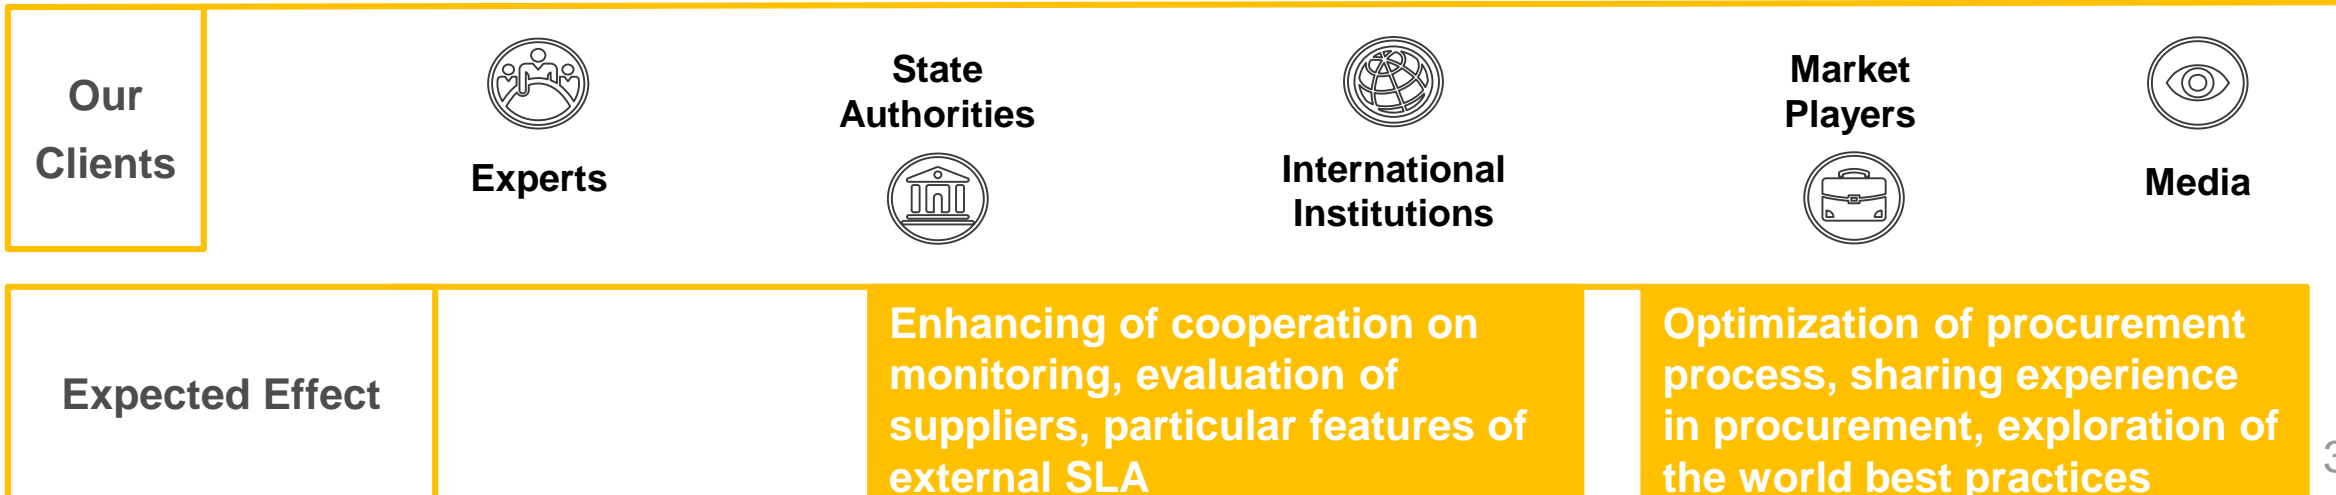 Our
Clients
Experts
State
Authorities
International
Institutions
Market
Players
Media
Expected Effect
Enhancing of cooperation on
monitoring, evaluation of
suppliers, particular features of
external SLA
Optimization of procurement
process, sharing experience
in procurement, exploration of
the world best practices